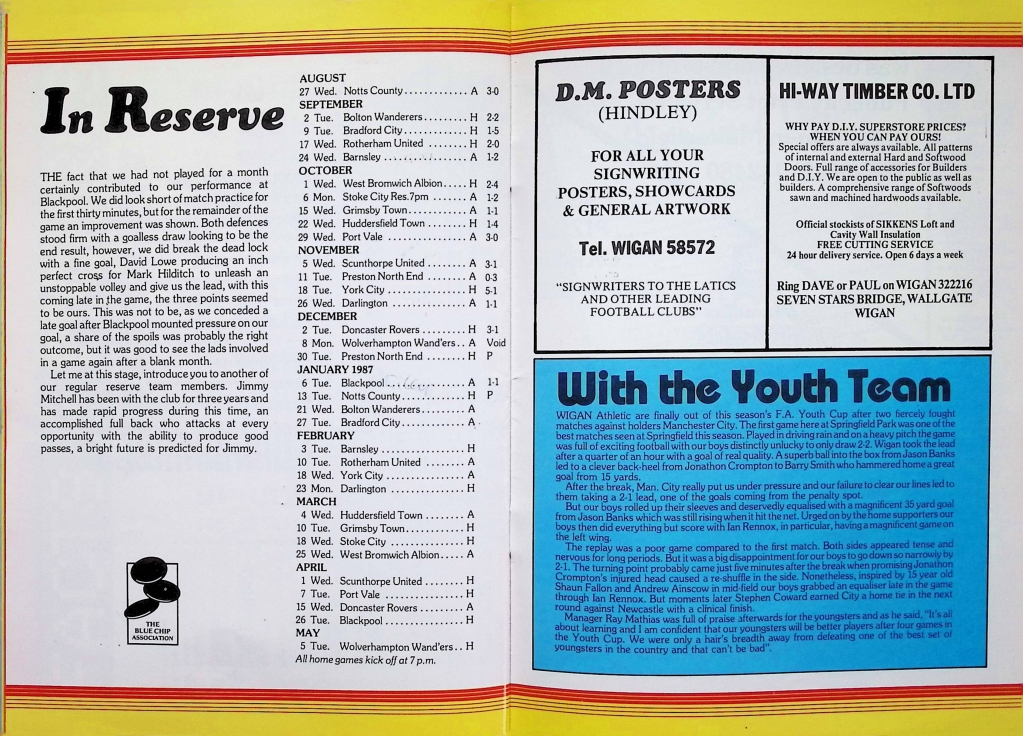 In Reserve
THE fact that we had not played for a month
certainly contributed to our performance at
Blackpool. We did look short of match practice for
the first thirty minutes, but for the remainder of the
game an improvement was shown. Both defences
stood firm with a goalless draw looking to be the
end result, however, we did break the dead lock
with a fine goal, David Lowe producing an inch
perfect cross for Mark Hilditch to unleash an
unstoppable volley and give us the lead, with this
coming late in the game, the three points seemed
to be ours. This was not to be, as we conceded a
late goal after Blackpool mounted pressure on our
goal, a share of the spoils was probably the right
outcome, but it was good to see the lads involved
in a game again after a blank month.
Let me at this stage, introduce you to another of
our regular reserve team members. Jimmy
Mitchell has been with the club for three years and
has made rapid progress during this time, an
accomplished full back who attacks at every
opportunity with the ability to produce good
passes, a bright future is predicted for Jimmy.
THE
BLUE CHIP
ASSOCIATION
AUGUST
27 Wed. Notts County ............ A 3-0
SEPTEMBER
2 Tue. Bolton Wanderers ......... H 2-2
9 Tue. Bradford City ............ H 1-5
17 Wed. Rotherham United ....... H 2-0
24 Wed. Barnsley ............... A 1-2
OCTOBER
1 Wed. West Bromwich Albion ..... H 2-4
6 Mon. Stoke City Res. 7pm ...... A 1-2
15 Wed. Grimsby Town ........... A 1-1
22 Wed. Huddersfield Town ....... H 1-4
29 Wed. Port Vale .............. A 3-0
NOVEMBER
5 Wed. Scunthorpe United ........ A 3-1
11 Tue. Preston North End ....... A 0-3
18 Tue. York City .............. H 5-1
26 Wed. Darlington ............. A 1-1
DECEMBER
2 Tue. Doncaster Rovers ......... H 3-1
8 Mon. Wolverhampton Wand'ers .. A Void
30 Tue. Preston North End ....... H P
JANUARY 1987
6 Tue. Blackpool ............... A 1-1
13 Tue. Notts County ............ H P
21 Wed. Bolton Wanderers ........ A
27 Tue. Bradford City ........... A
FEBRUARY
3 Tue. Barnsley ................ H
10 Tue. Rotherham United ........ A
18 Wed. York City .............. A
23 Mon. Darlington ............. H
MARCH
4 Wed. Huddersfield Town ........ A
10 Tue. Grimsby Town ........... H
18 Wed. Stoke City ............. H
25 Wed. West Bromwich Albion ..... A
APRIL
1 Wed. Scunthorpe United ........ H
7 Tue. Port Vale ............... H
15 Wed. Doncaster Rovers ........ A
26 Tue. Blackpool .............. H
MAY
5 Tue. Wolverhampton Wand'ers .. H
All home games kick off at 7 p.m.
D.M. POSTERS
(HINDLEY)
FOR ALL YOUR
SIGNWRITING
POSTERS, SHOWCARDS
& GENERAL ARTWORK
Tel. WIGAN 58572
"SIGNWRITERS TO THE LATICS
AND OTHER LEADING
FOOTBALL CLUBS"
HI-WAY TIMBER CO. LTD
WHY PAY D.I.Y. SUPERSTORE PRICES?
WHEN YOU CAN PAY OURS!
Special offers are always available. All patterns
of internal and external Hard and Softwood
Doors. Full range of accessories for Builders
and D.I.Y. We are open to the public as well as
builders. A comprehensive range of Softwoods
sawn and machined hardwoods available.
Official stockists of SIKKENS Loft and
Cavity Wall Insulation
FREE CUTTING SERVICE
24 hour delivery service. Open 6 days a week
Ring DAVE or PAUL on WIGAN 322216
SEVEN STARS BRIDGE, WALLGATE
WIGAN
With the Youth Team
WIGAN Athletic are finally out of this season's F.A. Youth Cup after two fiercely fought
matches against holders Manchester City. The first game here at Springfield Park was one of the
best matches seen at Springfield this season. Played in driving rain and on a heavy pitch the game
was full of exciting football with our boys distinctly unlucky to only draw 2-2. Wigan took the lead
after a quarter of an hour with a goal of real quality. A superb ball into the box from Jason Banks
led to a clever back-heel from Jonathon Crompton to Barry Smith who hammered home a great
goal from 15 yards.
After the break, Man. City really put us under pressure and our failure to clear our lines led to
them taking a 2-1 lead, one of the goals coming from the penalty spot.
But our boys rolled up their sleeves and deservedly equalised with a magnificent 35 yard goal
from Jason Banks which was still rising when it hit the net. Urged on by the home supporters our
boys then did everything but score with Ian Rennox, in particular, having a magnificent game on
the left wing.
The replay was a poor game compared to the first match. Both sides appeared tense and
nervous for long periods. But it was a big disappointment for our boys to go down so narrowly by
2-1. The turning point probably came just five minutes after the break when promising Jonathon
Crompton's injured head caused a re-shuffle in the side. Nonetheless, inspired by 15 year old
Shaun Fallon and Andrew Ainscow in mid-field our boys grabbed an equaliser late in the game
through Ian Rennox. But moments later Stephen Coward earned City a home tie in the next
round against Newcastle with a clinical finish.
Manager Ray Mathias was full of praise afterwards for the youngsters and as he said, "It's all
about learning and I am confident that our youngsters will be better players after four games in
the Youth Cup. We were only a hair's breadth away from defeating one of the best set of
youngsters in the country and that can't be bad".